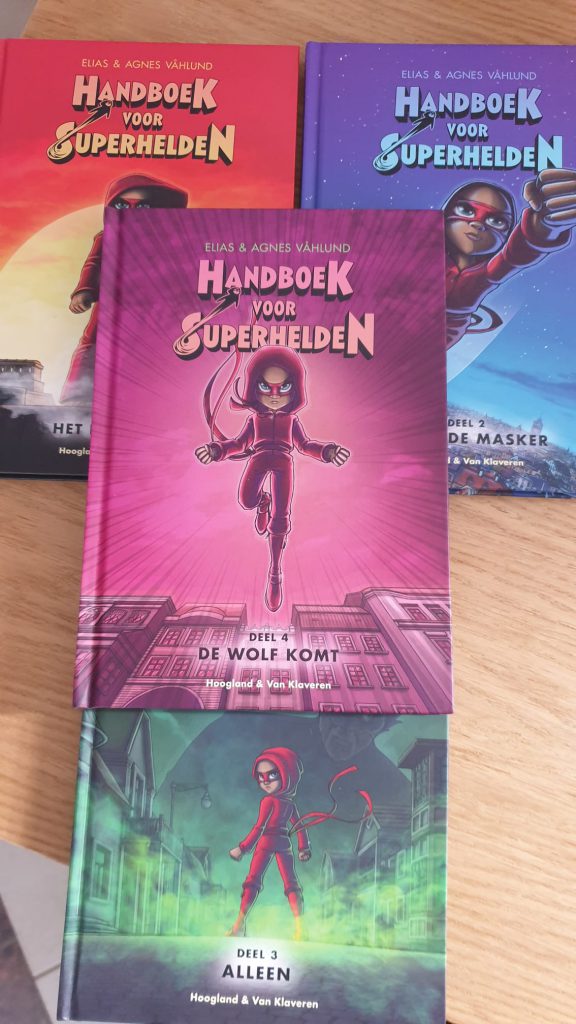 ELIAS & AGNES VÅHLUND
HANDBOEK
VOOR
SUPERHELDEN
HET
Hoogla
ELIAS & AGNES VÅHLUND
HANDBOEK
VOOR
SUPERHELDEN
DEEL 2
DE MASKER
& Van Klaveren
ELIAS & AGNES VÅHLUND
HANDBOEK
VOOR
SUPERHELDEN
DEEL 4
DE WOLF KOMT
Hoogland & Van Klaveren
DEEL 3
ALLEEN
Hoogland & Van Klaveren